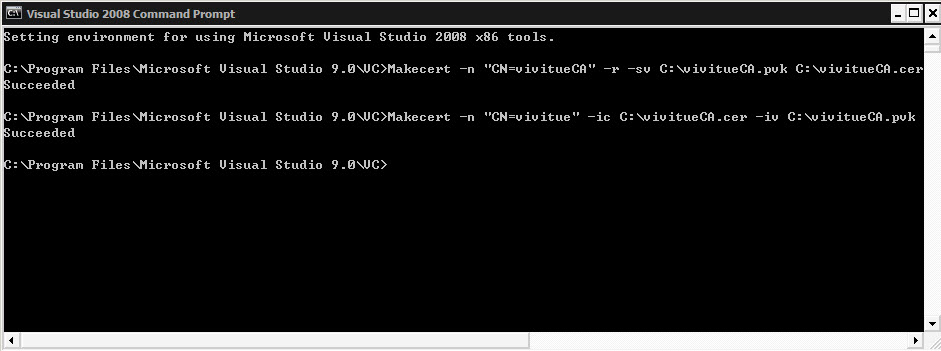 Visual Studio 2008 Command Prompt
Setting environment for using Microsoft Visual Studio 2008 x86 tools.
C:\Program Files\Microsoft Visual Studio 9.0\VC>Makecert -n "CN=vivitueCA" -r -sv C:\vivitueCA.pvk C:\vivitueCA.cer
Succeeded
C:\Program Files\Microsoft Visual Studio 9.0\VC>Makecert -n "CN=vivitue" -ic C:\vivitueCA.cer -iv C:\vivitueCA.pvk
Succeeded
C:\Program Files\Microsoft Visual Studio 9.0\VC>